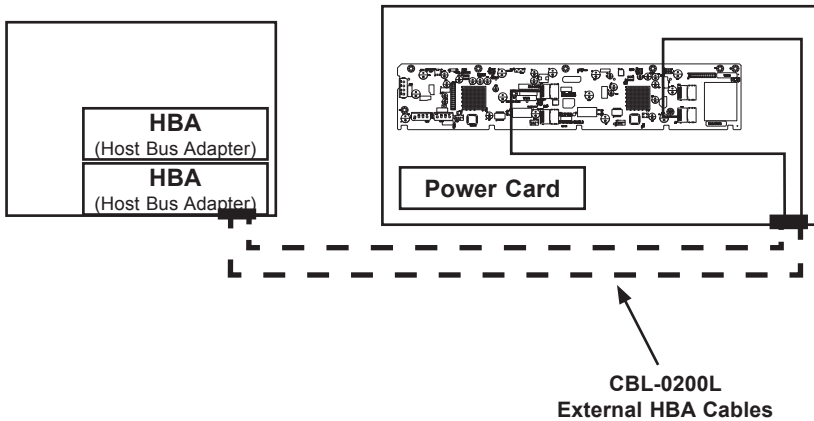 HBA
(Host Bus Adapter)
HBA
(Host Bus Adapter)
Power Card
CBL-0200L
External HBA Cables